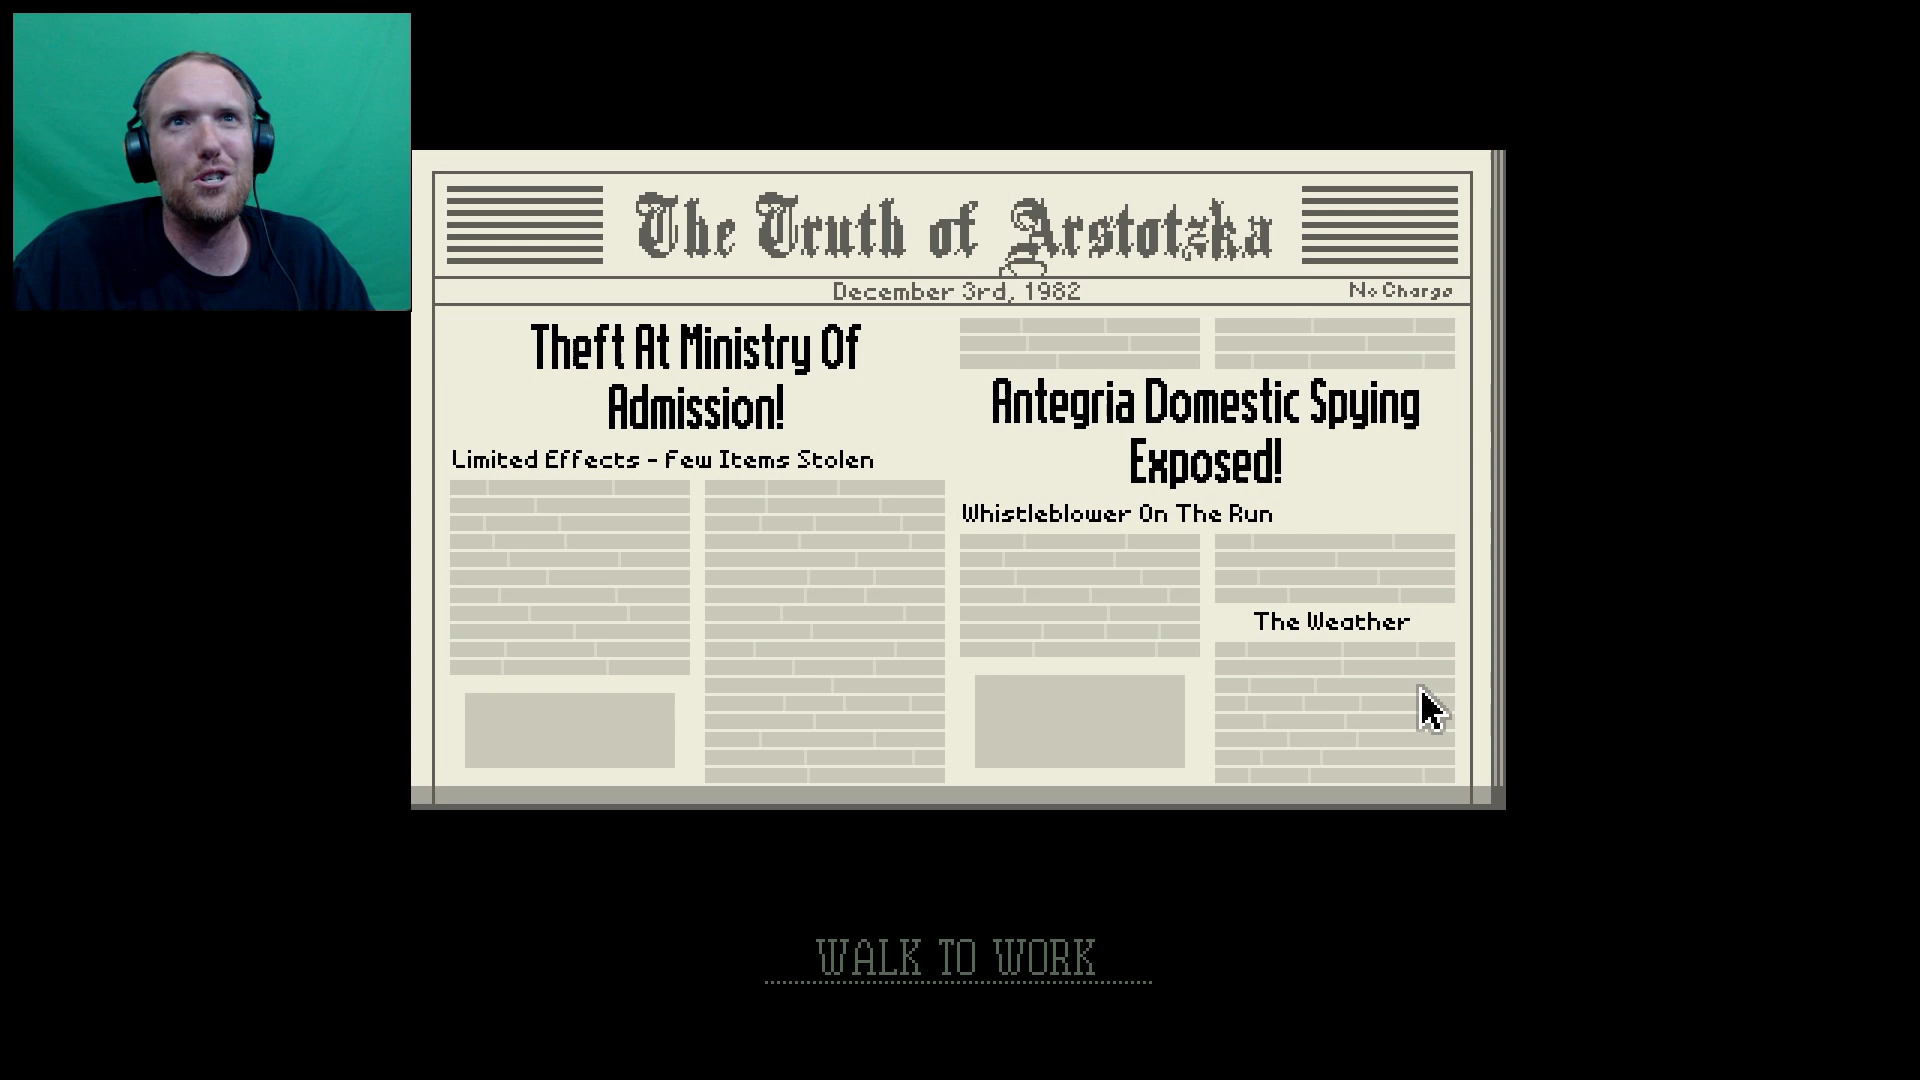 The Truth of Arstotzka
December 3rd, 1982
No Charge
Theft At Ministry Of
Admission!
Limited Effects - Few Items Stolen
Antegria Domestic Spying
Exposed!
Whistleblower On The Run
The Weather
WALK TO WORK